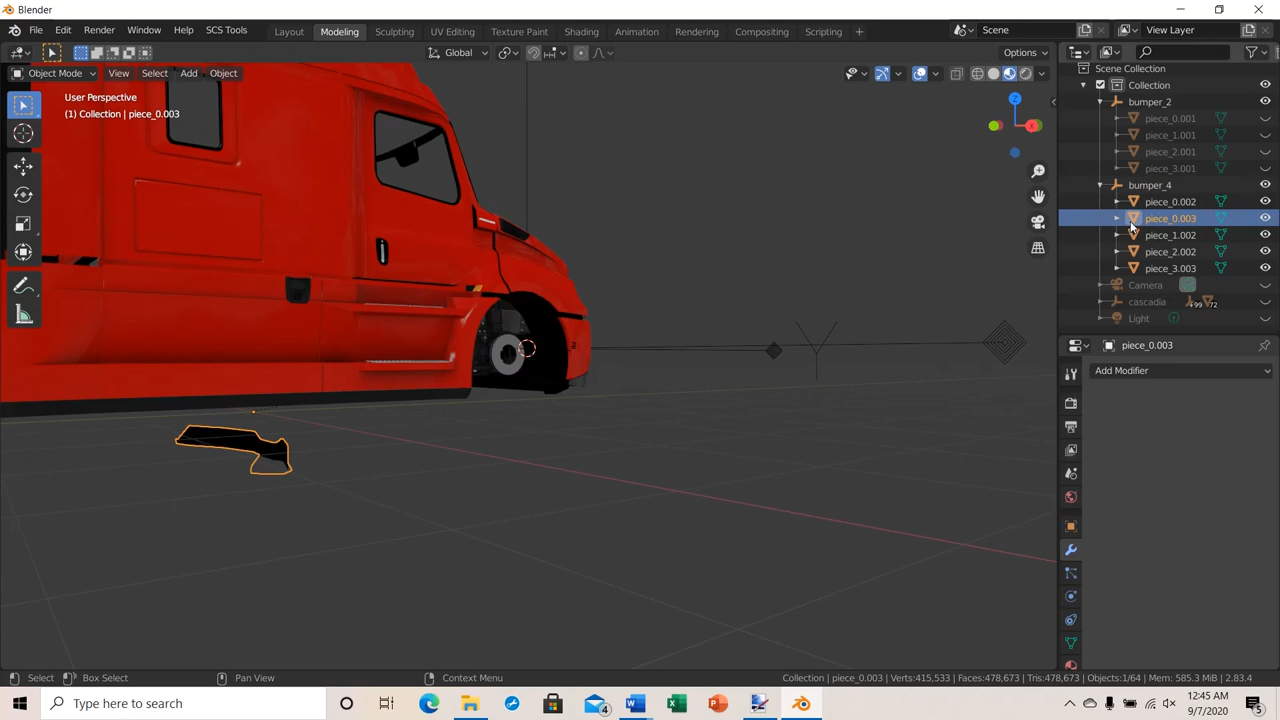 Blender
File Edit Render Window Help SCS Tools Layout Modeling Sculpting UV Editing Texture Paint Shading Animation Rendering Compositing Scripting + Scene View Layer
Global Options
Object Mode View Select Add Object
User Perspective
(1) Collection | piece_0.003
Z
X
Scene Collection
Collection
bumper_2
piece_0.001
piece_1.001
piece_2.001
piece_3.001
bumper_4
piece_0.002
piece_0.003
piece_1.002
piece_2.002
piece_3.003
Camera
cascadia +99 72
Light
piece_0.003
Add Modifier
Select Box Select Pan View Context Menu Collection | piece_0.003 | Verts:415,533 | Faces:478,673 | Tris:478,673 | Objects:1/64 | Mem: 585.3 MiB | 2.83.4
Type here to search 4 12:45 AM
9/7/2020 5